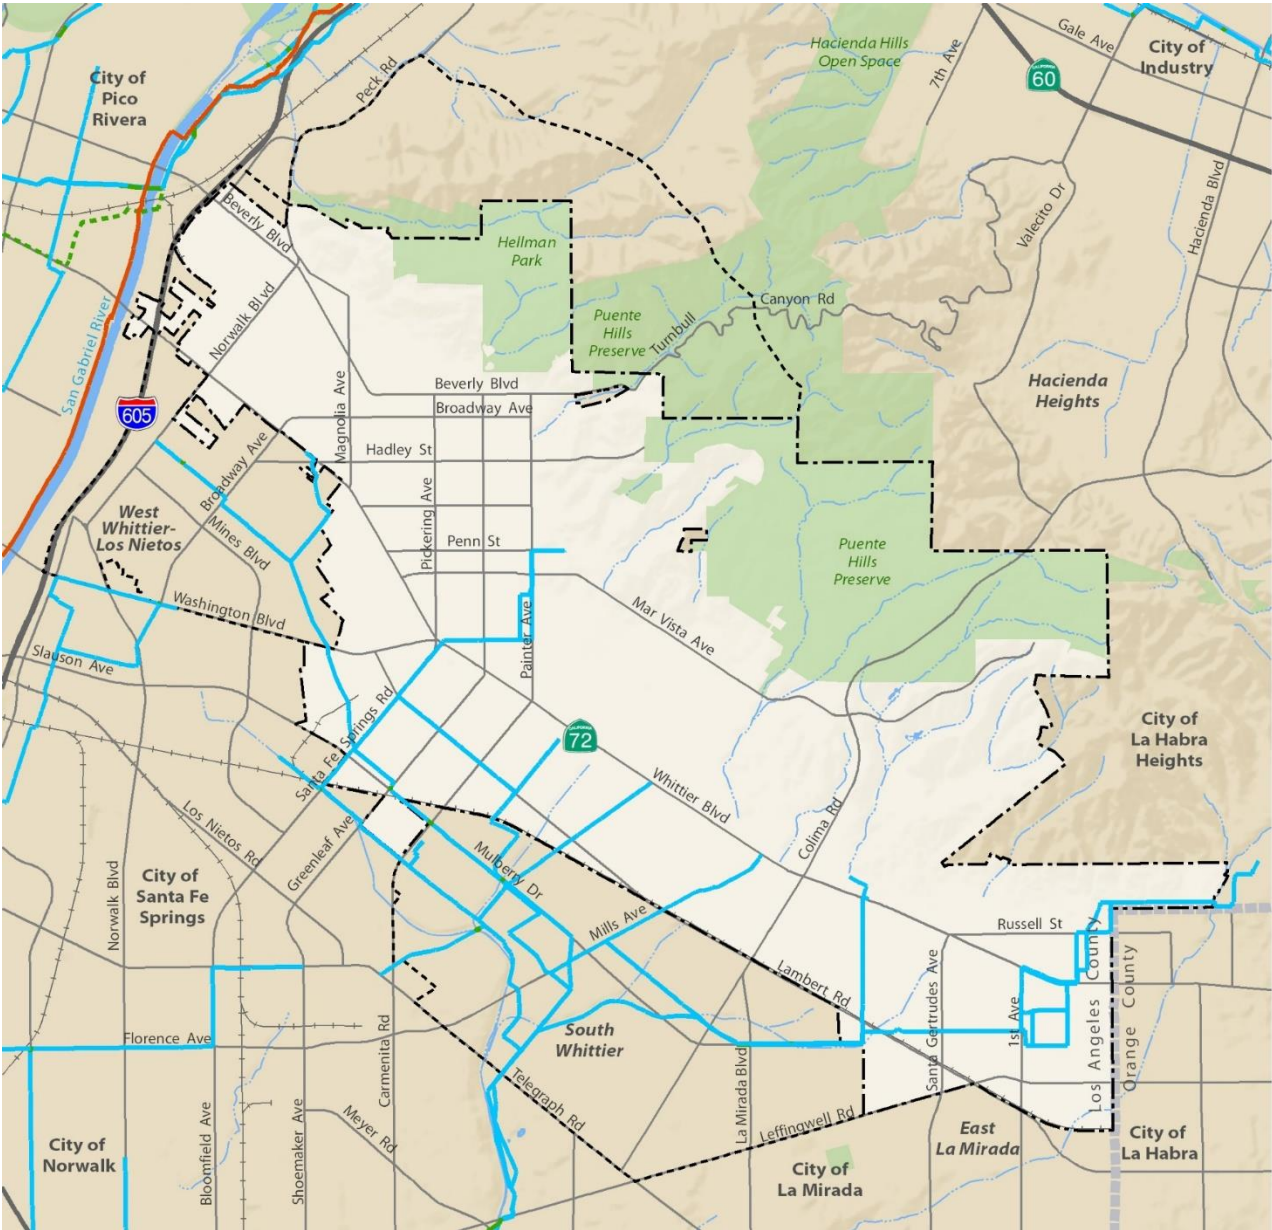 Hacienda Hills
Open Space
7th Ave
Gale Ave
City of
Industry
CALIFORNIA
60
City of
Pico
Rivera
Peck Rd
Beverly Blvd
Hellman
Park
Valecito Dr
Hacienda Blvd
San Gabriel River
Norwalk Blvd
Puente
Hills
Preserve
Turnbull
Canyon Rd
Hacienda
Heights
605
Magnolia Ave
Beverly Blvd
Broadway Ave
Hadley St
Broadway Ave
West
Whittier-
Los Nietos
Mines Blvd
Pickering Ave
Penn St
Puente
Hills
Preserve
Washington Blvd
Painter Ave
Mar Vista Ave
Slauson Ave
Santa Fe Springs Rd
CALIFORNIA
72
City of
La Habra
Heights
Whittier Blvd
Colima Rd
Los Nietos Rd
Greenleaf Ave
Mulberry Dr
City of
Santa Fe
Springs
Norwalk Blvd
Mills Ave
Russell St
Lambert Rd
Santa Gertrudes Ave
1st Ave
Los Angeles County
Orange County
Florence Ave
South
Whittier
Carmenita Rd
Telegraph Rd
La Mirada Blvd
Leffingwell Rd
Meyer Rd
City of
Norwalk
Bloomfield Ave
Shoemaker Ave
East
La Mirada
City of
La Habra
City of
La Mirada